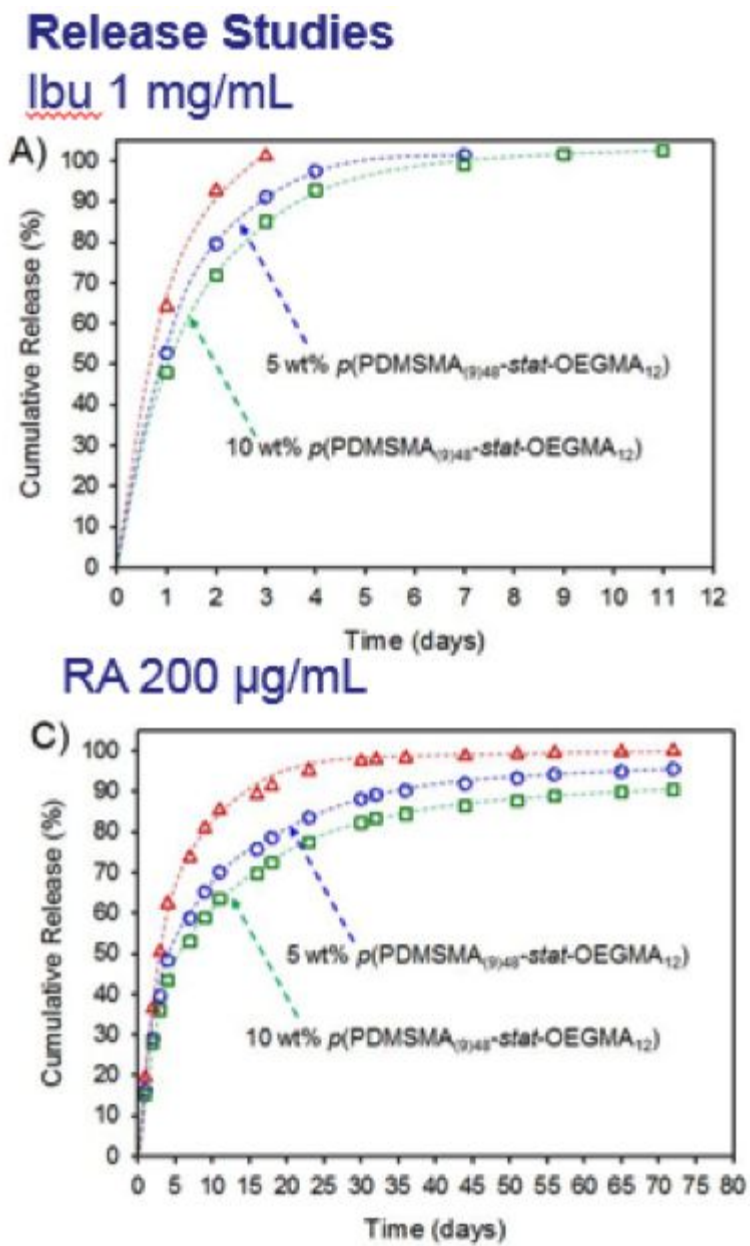 Release Studies
Ibu 1 mg/mL
A)
Cumulative Release (%)
100
90
80
70
60
50
40
30
20
10
0
5 wt% p(PDMSMA(9)48-stat-OEGMA12)
10 wt% p(PDMSMA(9)48-stat-OEGMA12)
0 1 2 3 4 5 6 7 8 9 10 11 12
Time (days)
RA 200 µg/mL
C)
Cumulative Release (%)
100
90
80
70
60
50
40
30
20
10
0
5 wt% p(PDMSMA(9)48-stat-OEGMA12)
10 wt% p(PDMSMA(9)48-stat-OEGMA12)
0 5 10 15 20 25 30 35 40 45 50 55 60 65 70 75 80
Time (days)